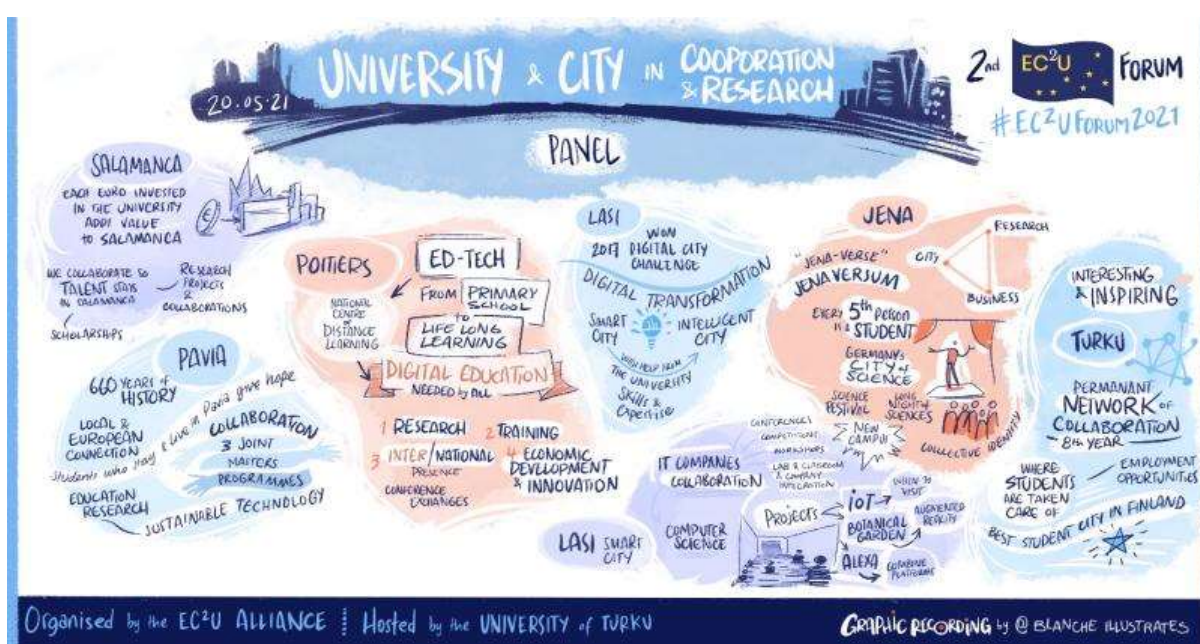 20.05.21
UNIVERSITY & CITY IN COOPORATION
& RESEARCH
2nd EC²U FORUM
#EC²UFORUM2021
PANEL
SALAMANCA
EACH EURO INVESTED
IN THE UNIVERSITY
ADDS VALUE
to SALAMANCA
€
WE COLLABORATE SO
TALENT STAYS
IN SALAMANCA
RESEARCH
PROJECTS
&
COLLABORATIONS
SCHOLARSHIPS
PAVIA
660 YEARS of
HISTORY
LOCAL &
EUROPEAN
CONNECTION
Students who stay & live in Pavia give hope
COLLABORATION
3 JOINT
MASTERS
PROGRAMMES
EDUCATION
RESEARCH
SUSTAINABLE TECHNOLOGY
POITIERS
NATIONAL
CENTRE
DISTANCE
LEARNING
ED-TECH
FROM PRIMARY
SCHOOL
to
LIFE LONG
LEARNING
DIGITAL EDUCATION
NEEDED by ALL
1 RESEARCH
2 TRAINING
3 INTER/NATIONAL
PRESENCE
4 ECONOMIC
DEVELOPMENT
& INNOVATION
CONFERENCE
EXCHANGES
LASI
WON
2017 DIGITAL CITY
CHALLENGE
DIGITAL TRANSFORMATION
SMART
CITY
INTELLIGENT
CITY
WITH HELP FROM
THE UNIVERSITY
Skills &
Expertise
JENA
"JENA-VERSE"
JENAVERSUM
CITY
RESEARCH
BUSINESS
EVERY 5th Person
is a STUDENT
GERMANY'S
CITY of
SCIENCE
SCIENCE
FESTIVAL
LONG
NIGHT of
SCIENCES
COLLECTIVE IDENTITY
INTERESTING
& INSPIRING
TURKU
PERMANANT
NETWORK of
COLLABORATION
8th YEAR
WHERE
STUDENTS
ARE TAKEN
CARE OF
EMPLOYMENT
OPPORTUNITIES
BEST STUDENT CITY IN FINLAND
LASI SMART
CITY
IT COMPANIES
COLLABORATION
COMPUTER
SCIENCE
CONFERENCES
COMPETITIONS
WORKSHOPS
LAB & CLASSROOM
& COMPANY
INTEGRATION
NEW
CAMPUS
PROJECTS
IOT
WHEN TO
VISIT
BOTANICAL
GARDEN
AUGMENTED
REALITY
ALEXA
COMBINE
PLATFORMS
Organised by the EC²U ALLIANCE
Hosted by the UNIVERSITY of TURKU
GRAPHIC RECORDING by @ BLANCHE ILLUSTRATES